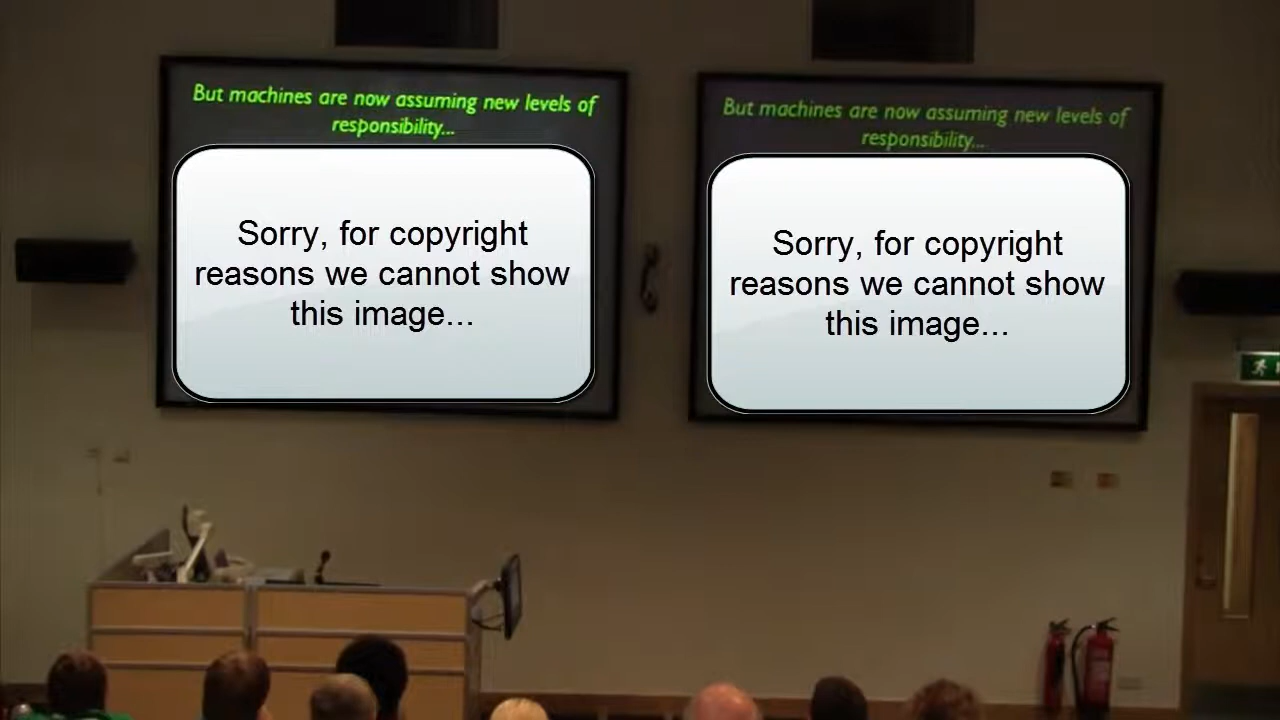 But machines are now assuming new levels of
responsibility...
Sorry, for copyright
reasons we cannot show
this image...
But machines are now assuming new levels of
responsibility...
Sorry, for copyright
reasons we cannot show
this image...